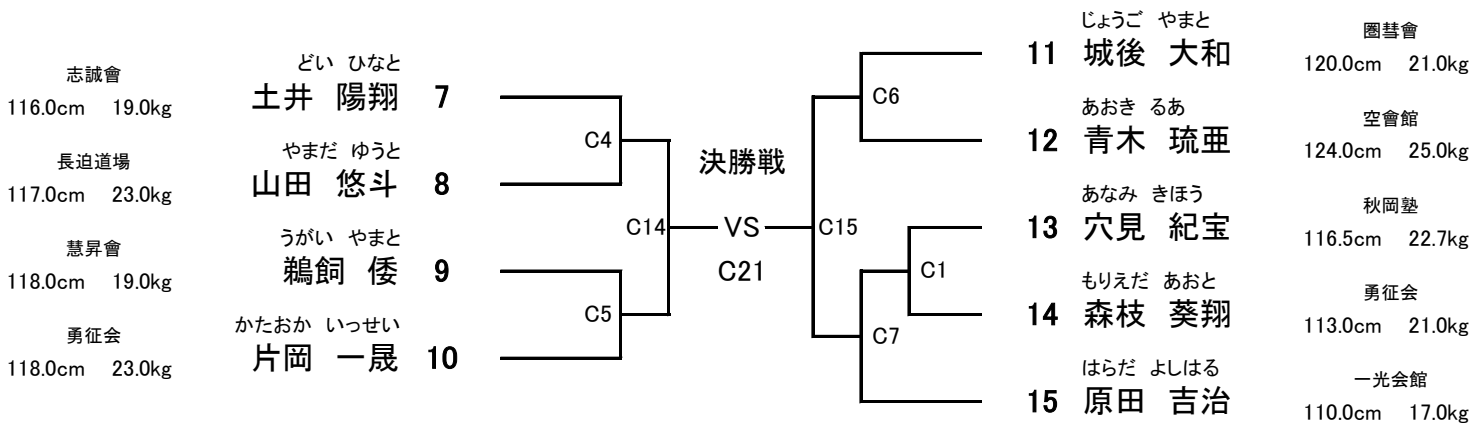 志誠會
116.0cm 19.0kg
どい ひなと
土井 陽翔 7
長迫道場
117.0cm 23.0kg
やまだ ゆうと
山田 悠斗 8
慧昇會
118.0cm 19.0kg
うがい やまと
鵜飼 倭 9
勇征会
118.0cm 23.0kg
かたおか いっせい
片岡 一晟 10
C4
C5
C14
決勝戦
VS
C21
C15
C6
C1
C7
じょうご やまと
11 城後 大和
圏彗會
120.0cm 21.0kg
あおき るあ
12 青木 琉亜
空會館
124.0cm 25.0kg
あなみ きほう
13 穴見 紀宝
秋岡塾
116.5cm 22.7kg
もりえだ あおと
14 森枝 葵翔
勇征会
113.0cm 21.0kg
はらだ よしはる
15 原田 吉治
一光会館
110.0cm 17.0kg